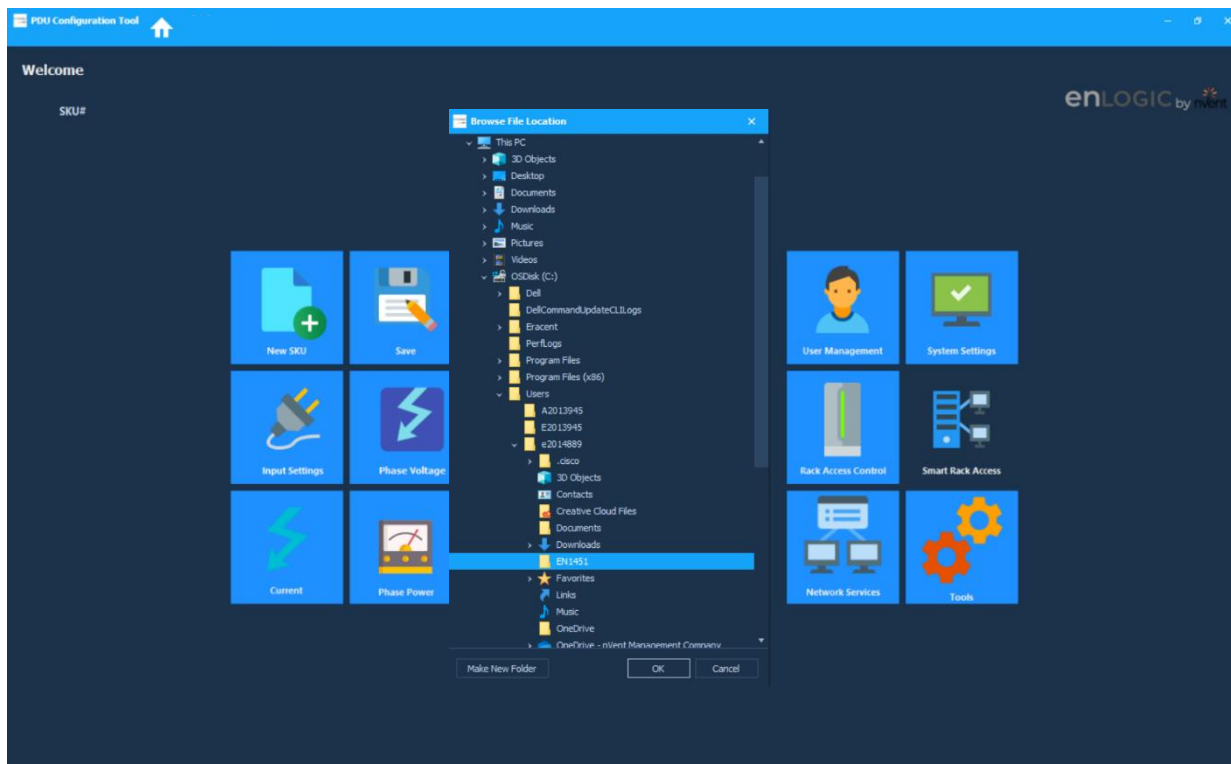 PDU Configuration Tool
Welcome
SKU#
enLOGIC by nvent
Browse File Location
This PC
3D Objects
Desktop
Documents
Downloads
Music
Pictures
Videos
OSDisk (C:)
Dell
DellCommandUpdateCLILogs
Eracent
PerfLogs
Program Files
Program Files (x86)
Users
A2013945
E2013945
e2014889
.cisco
3D Objects
Contacts
Creative Cloud Files
Documents
Downloads
EN1451
Favorites
Links
Music
OneDrive
OneDrive - nVent Management Company
Make New Folder
OK
Cancel
New SKU
Save
User Management
System Settings
Input Settings
Phase Voltage
Rack Access Control
Smart Rack Access
Current
Phase Power
Network Services
Tools